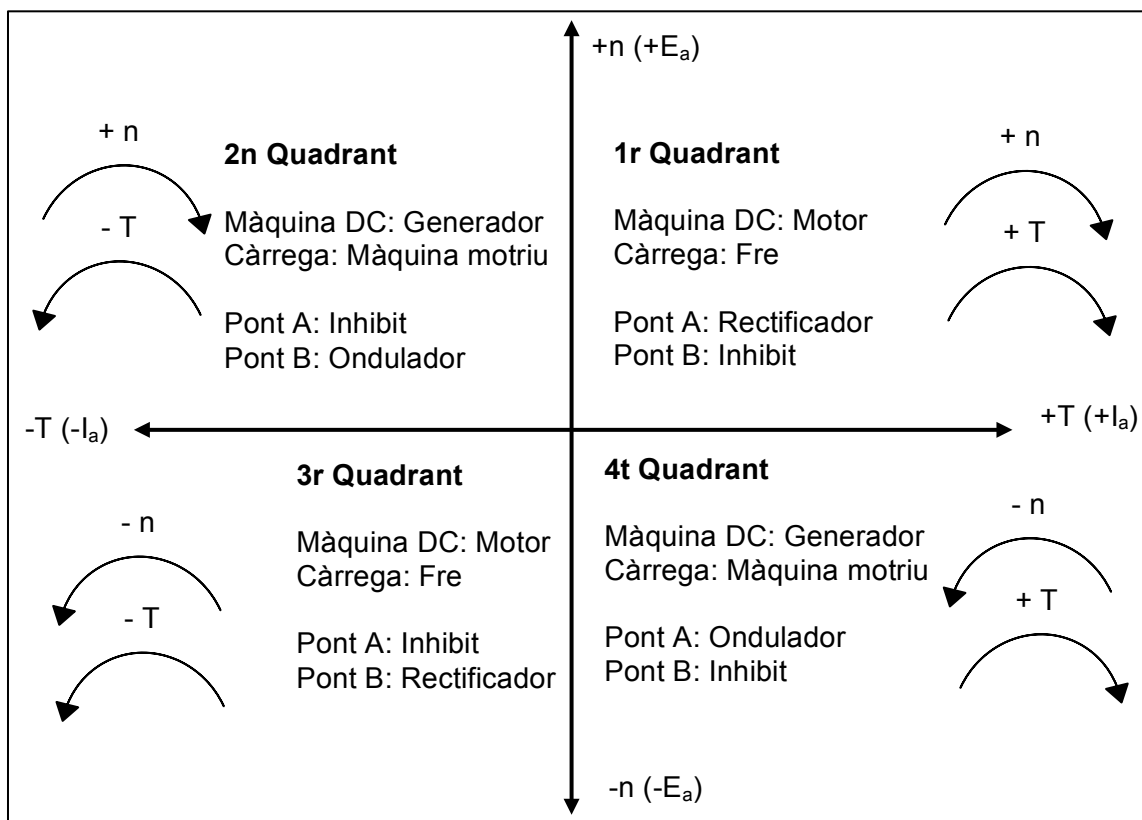 +n (+Eₐ)
+ n
- T
2n Quadrant
Màquina DC: Generador
Càrrega: Màquina motriu
Pont A: Inhibit
Pont B: Ondulador
1r Quadrant
Màquina DC: Motor
Càrrega: Fre
Pont A: Rectificador
Pont B: Inhibit
+ n
+ T
-T (-Iₐ)
+T (+Iₐ)
3r Quadrant
- n
- T
Màquina DC: Motor
Càrrega: Fre
Pont A: Inhibit
Pont B: Rectificador
4t Quadrant
Màquina DC: Generador
Càrrega: Màquina motriu
Pont A: Ondulador
Pont B: Inhibit
- n
+ T
-n (-Eₐ)